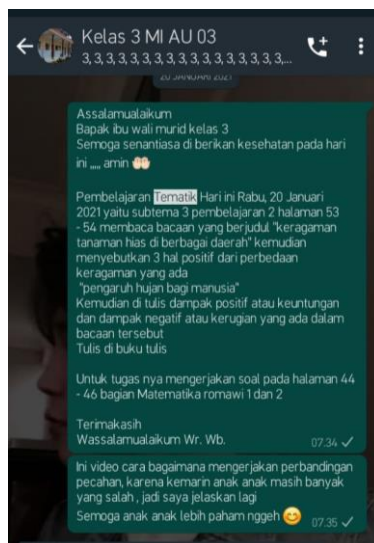 Kelas 3 MI AU 03
3, 3, 3, 3, 3, 3, 3, 3, 3, 3, 3, 3, 3, 3, 3, 3, 3,...
20 JANUARI 2021
Assalamualaikum
Bapak ibu wali murid kelas 3
Semoga senantiasa di berikan kesehatan pada hari
ini ,,,,, amin 🤲🏻
Pembelajaran Tematik Hari ini Rabu, 20 Januari
2021 yaitu subtema 3 pembelajaran 2 halaman 53
- 54 membaca bacaan yang berjudul "keragaman
tanaman hias di berbagai daerah" kemudian
menyebutkan 3 hal positif dari perbedaan
keragaman yang ada
"pengaruh hujan bagi manusia"
Kemudian di tulis dampak positif atau keuntungan
dan dampak negatif atau kerugian yang ada dalam
bacaan tersebut
Tulis di buku tulis
Untuk tugas nya mengerjakan soal pada halaman 44
- 46 bagian Matematika romawi 1 dan 2
Terimakasih
Wassalamualaikum Wr. Wb.
07.34
Ini video cara bagaimana mengerjakan perbandingan
pecahan, karena kemarin anak anak masih banyak
yang salah , jadi saya jelaskan lagi
Semoga anak anak lebih paham nggeh 😊
07.35